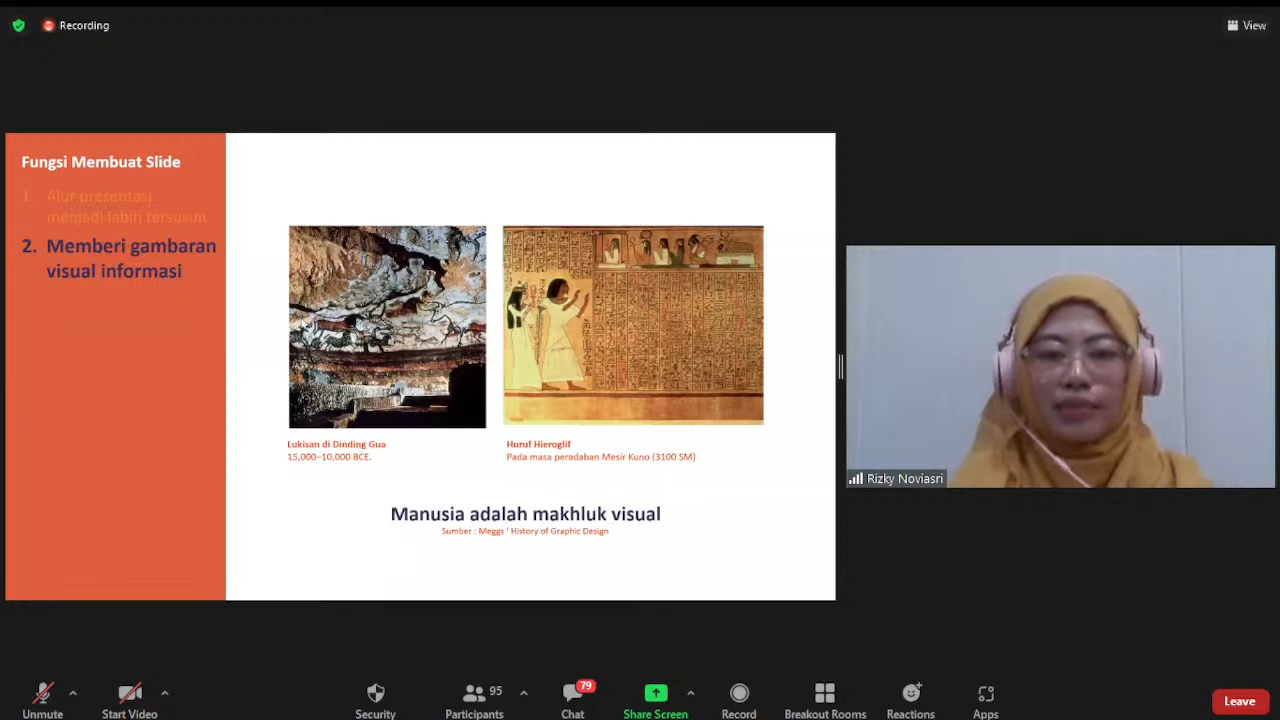 Recording
View
Fungsi Membuat Slide
1. Alur presentasi
menjadi lebih tersusun
2. Memberi gambaran
visual informasi
Lukisan di Dinding Gua
15,000–10,000 BCE.
Huruf Hieroglif
Pada masa peradaban Mesir Kuno (3100 SM)
Manusia adalah makhluk visual
Sumber : Meggs ' History of Graphic Design
Rizky Noviasri
Unmute
Start Video
Security
95
Participants
79
Chat
Share Screen
Record
Breakout Rooms
Reactions
Apps
Leave